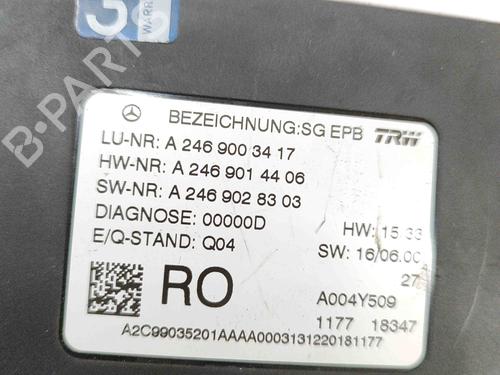 3
WARR
B-PARTS
BEZEICHNUNG:SG EPB TRW
LU-NR: A 246 900 34 17
HW-NR: A 246 901 44 06
SW-NR: A 246 902 83 03
DIAGNOSE: 00000D HW: 15.33
E/Q-STAND: Q04 SW: 16/06.00
27
RO A004Y509
1177 18347
A2C99035201AAAA0003131220181177